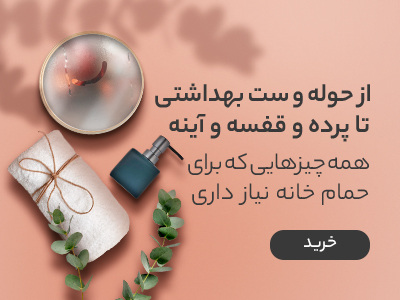 از حوله و ست بهداشتی
تا پرده و قفسه و آینه
همه چیزهایی که برای
حمام خانه نیاز داری
خرید